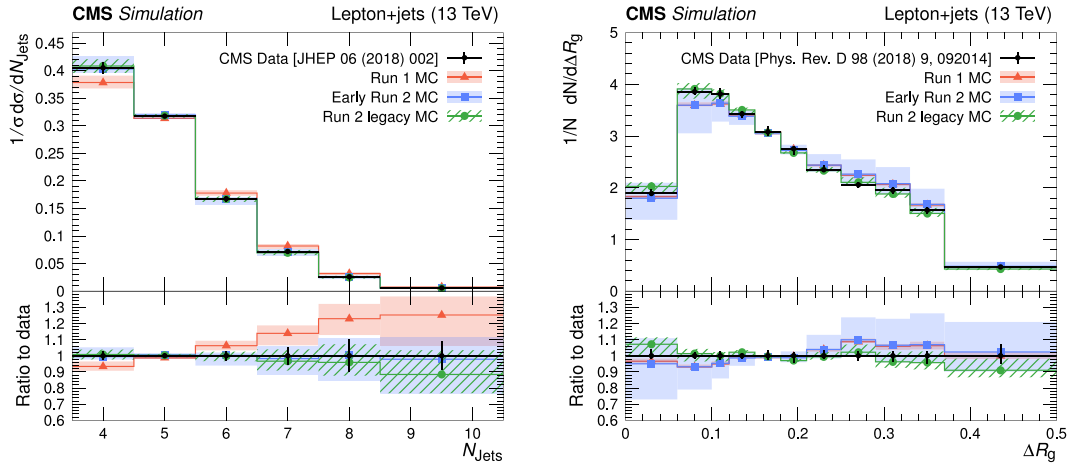 CMS Simulation Lepton+jets (13 TeV)
CMS Data [JHEP 06 (2018) 002]
Run 1 MC
Early Run 2 MC
Run 2 legacy MC
1/σdσ/dN_Jets
0.4
0.35
0.3
0.25
0.2
0.15
0.1
0.05
0
Ratio to data
1.3
1.2
1.1
1
0.9
0.8
0.7
0.6
4 5 6 7 8 9 10
N_Jets
CMS Simulation Lepton+jets (13 TeV)
CMS Data [Phys. Rev. D 98 (2018) 9, 092014]
Run 1 MC
Early Run 2 MC
Run 2 legacy MC
1/N dN/dΔR_g
5
4
3
2
1
0
Ratio to data
1.3
1.2
1.1
1
0.9
0.8
0.7
0.6
0 0.1 0.2 0.3 0.4 0.5
ΔR_g